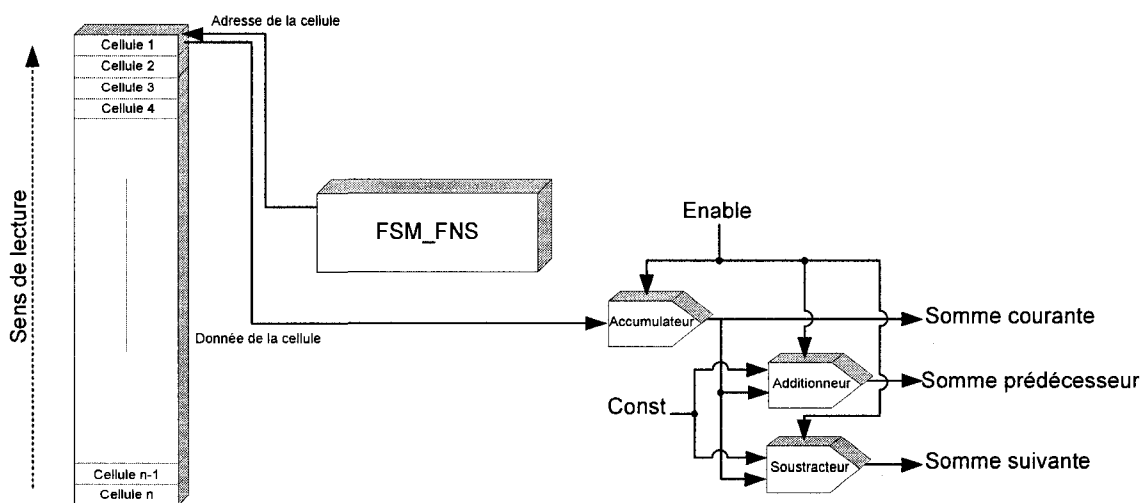 Adresse de la cellule
Cellule 1
Cellule 2
Cellule 3
Cellule 4
Sens de lecture
FSM_FNS
Enable
Accumulateur
Somme courante
Donnée de la cellule
Additionneur
Somme prédécesseur
Const
Soustracteur
Somme suivante
Cellule n-1
Cellule n